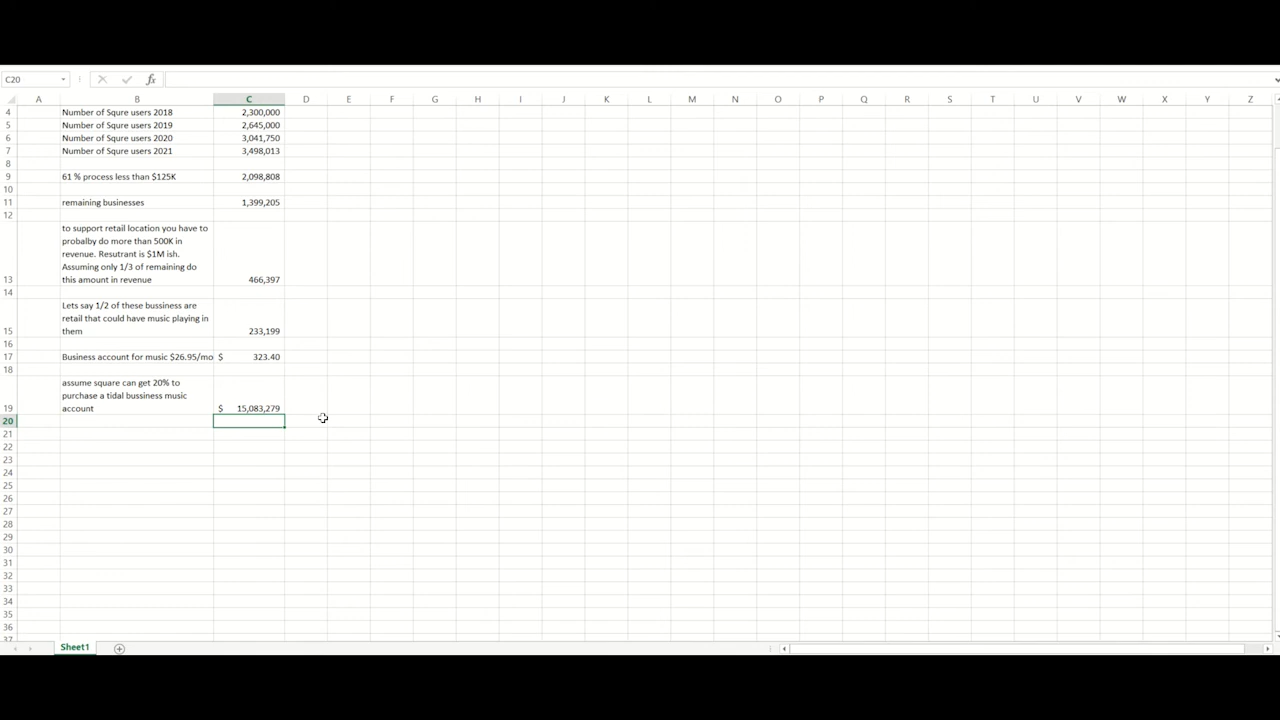 C20
fx
A B C D E F G H I J K L M N O P Q R S T U V W X Y Z
4 Number of Squre users 2018 2,300,000
5 Number of Squre users 2019 2,645,000
6 Number of Squre users 2020 3,041,750
7 Number of Squre users 2021 3,498,013
8
9 61 % process less than $125K 2,098,808
10
11 remaining businesses 1,399,205
12
to support retail location you have to
probalby do more than 500K in
revenue. Resutrant is $1M ish.
Assuming only 1/3 of remaining do
13 this amount in revenue 466,397
14
Lets say 1/2 of these bussiness are
retail that could have music playing in
15 them 233,199
16
17 Business account for music $26.95/mo $ 323.40
18
assume square can get 20% to
purchase a tidal bussiness music
19 account $ 15,083,279
20
21
22
23
24
25
26
27
28
29
30
31
32
33
34
35
36
37
Sheet1